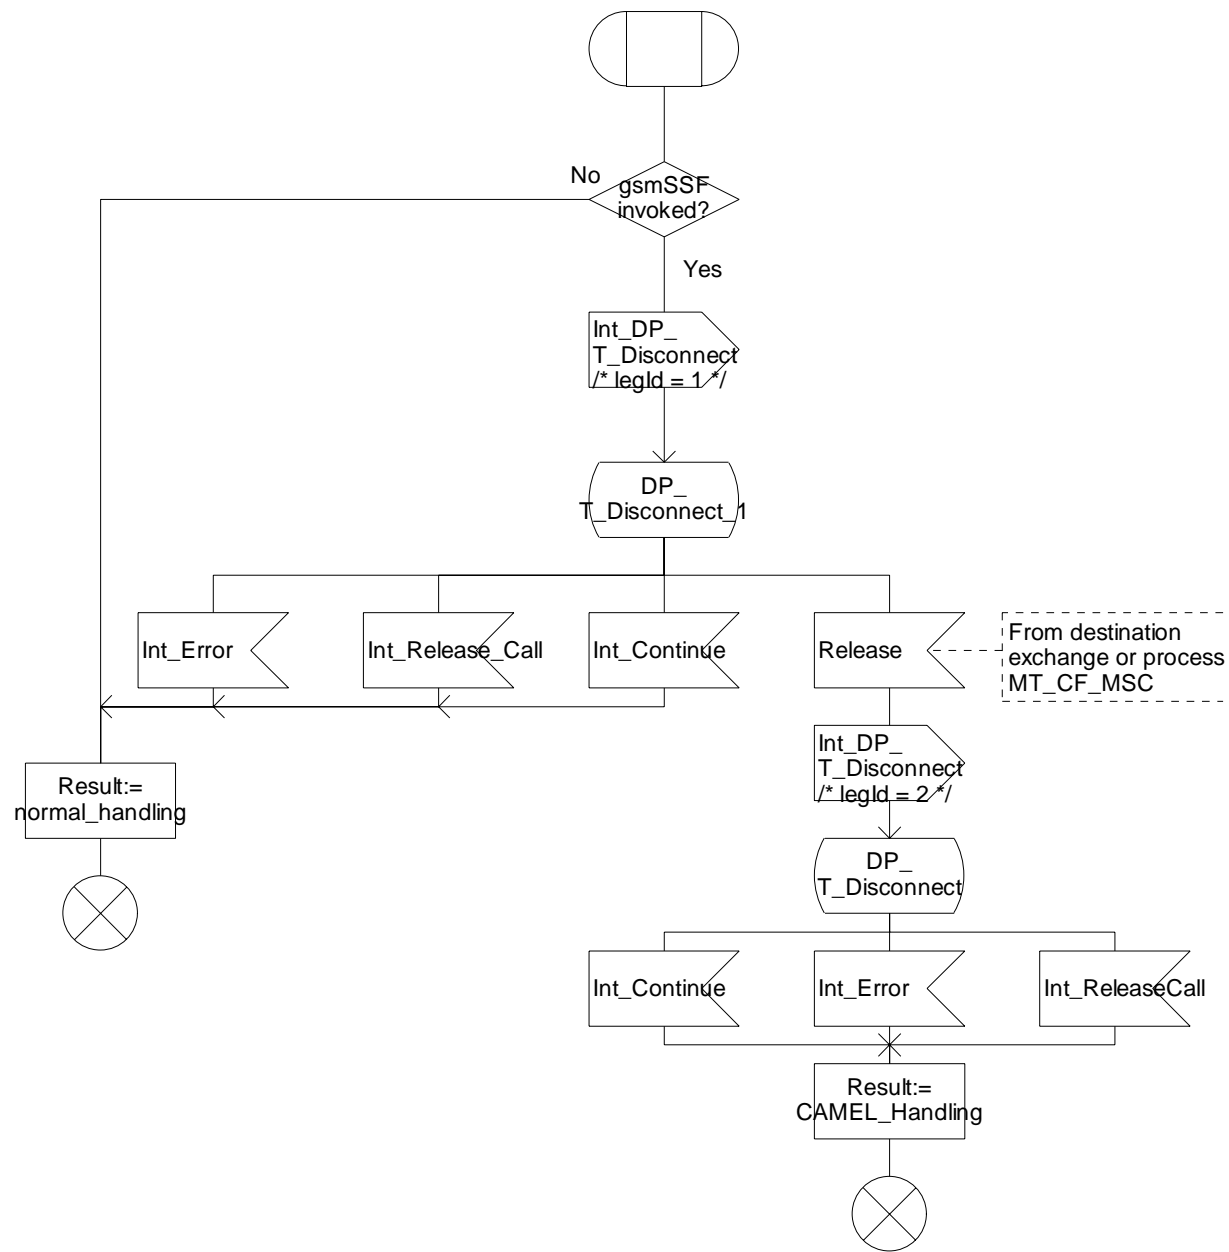 No
gsmSSF
invoked?
Yes
Int_DP_
T_Disconnect
/* legId = 1 */
DP_
T_Disconnect_1
Int_Error
Int_Release_Call
Int_Continue
Release
From destination
exchange or process
MT_CF_MSC
Int_DP_
T_Disconnect
/* legId = 2 */
Result:=
normal_handling
DP_
T_Disconnect
Int_Continue
Int_Error
Int_ReleaseCall
Result:=
CAMEL_Handling